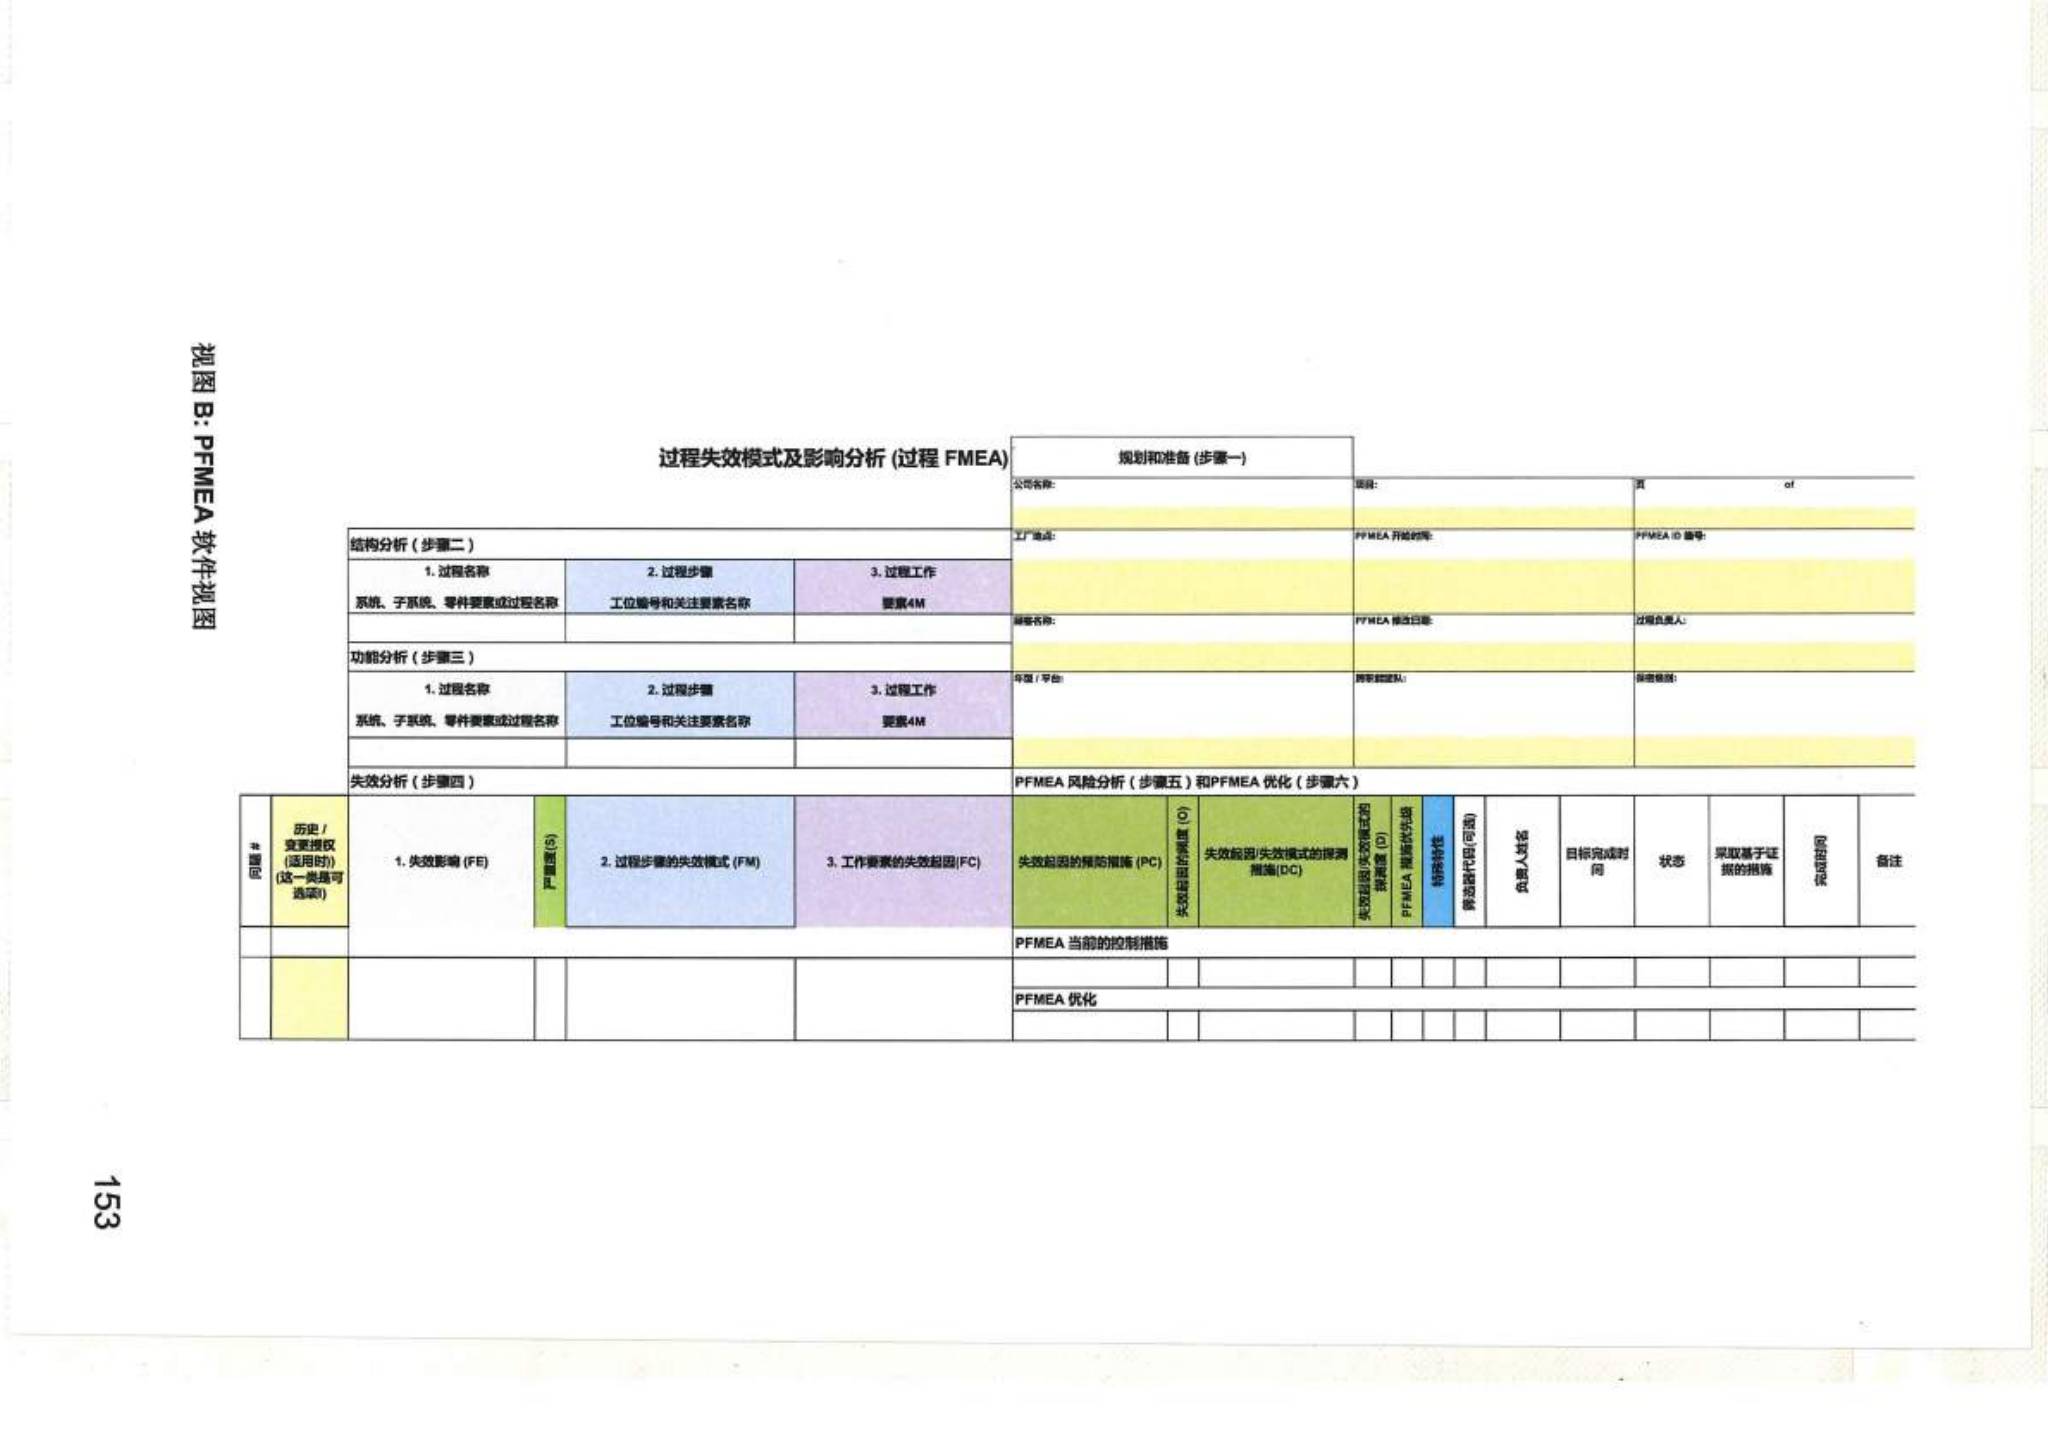 视图 B: PFMEA 软件视图
过程失效模式及影响分析 (过程 FMEA)
规划和准备 (步骤一)
公司名称:
项目:
页 of
工厂地点:
PFMEA 开始时间:
PFMEA ID 编号:
顾客名称:
PFMEA 修改日期:
过程负责人:
年型 / 平台:
跨职能团队:
保密级别:
结构分析 ( 步骤二 )
1. 过程名称
系统、子系统、零件要素或过程名称
2. 过程步骤
工位编号和关注要素名称
3. 过程工作
要素4M
功能分析 ( 步骤三 )
1. 过程名称
系统、子系统、零件要素或过程名称
2. 过程步骤
工位编号和关注要素名称
3. 过程工作
要素4M
失效分析 ( 步骤四 )
PFMEA 风险分析 ( 步骤五 ) 和PFMEA 优化 ( 步骤六 )
问题 #
历史 /
变更授权
(适用时))
(这一类是可
选项))
1. 失效影响 (FE)
严重度(S)
2. 过程步骤的失效模式 (FM)
3. 工作要素的失效起因(FC)
失效起因的预防措施 (PC)
失效起因的频度 (O)
失效起因/失效模式的探测
措施(DC)
失效起因/失效模式的
探测度 (D)
PFMEA 措施优先级
特殊特性
筛选器代码(可选)
负责人姓名
目标完成时
间
状态
采取基于证
据的措施
完成时间
备注
PFMEA 当前的控制措施
PFMEA 优化
153